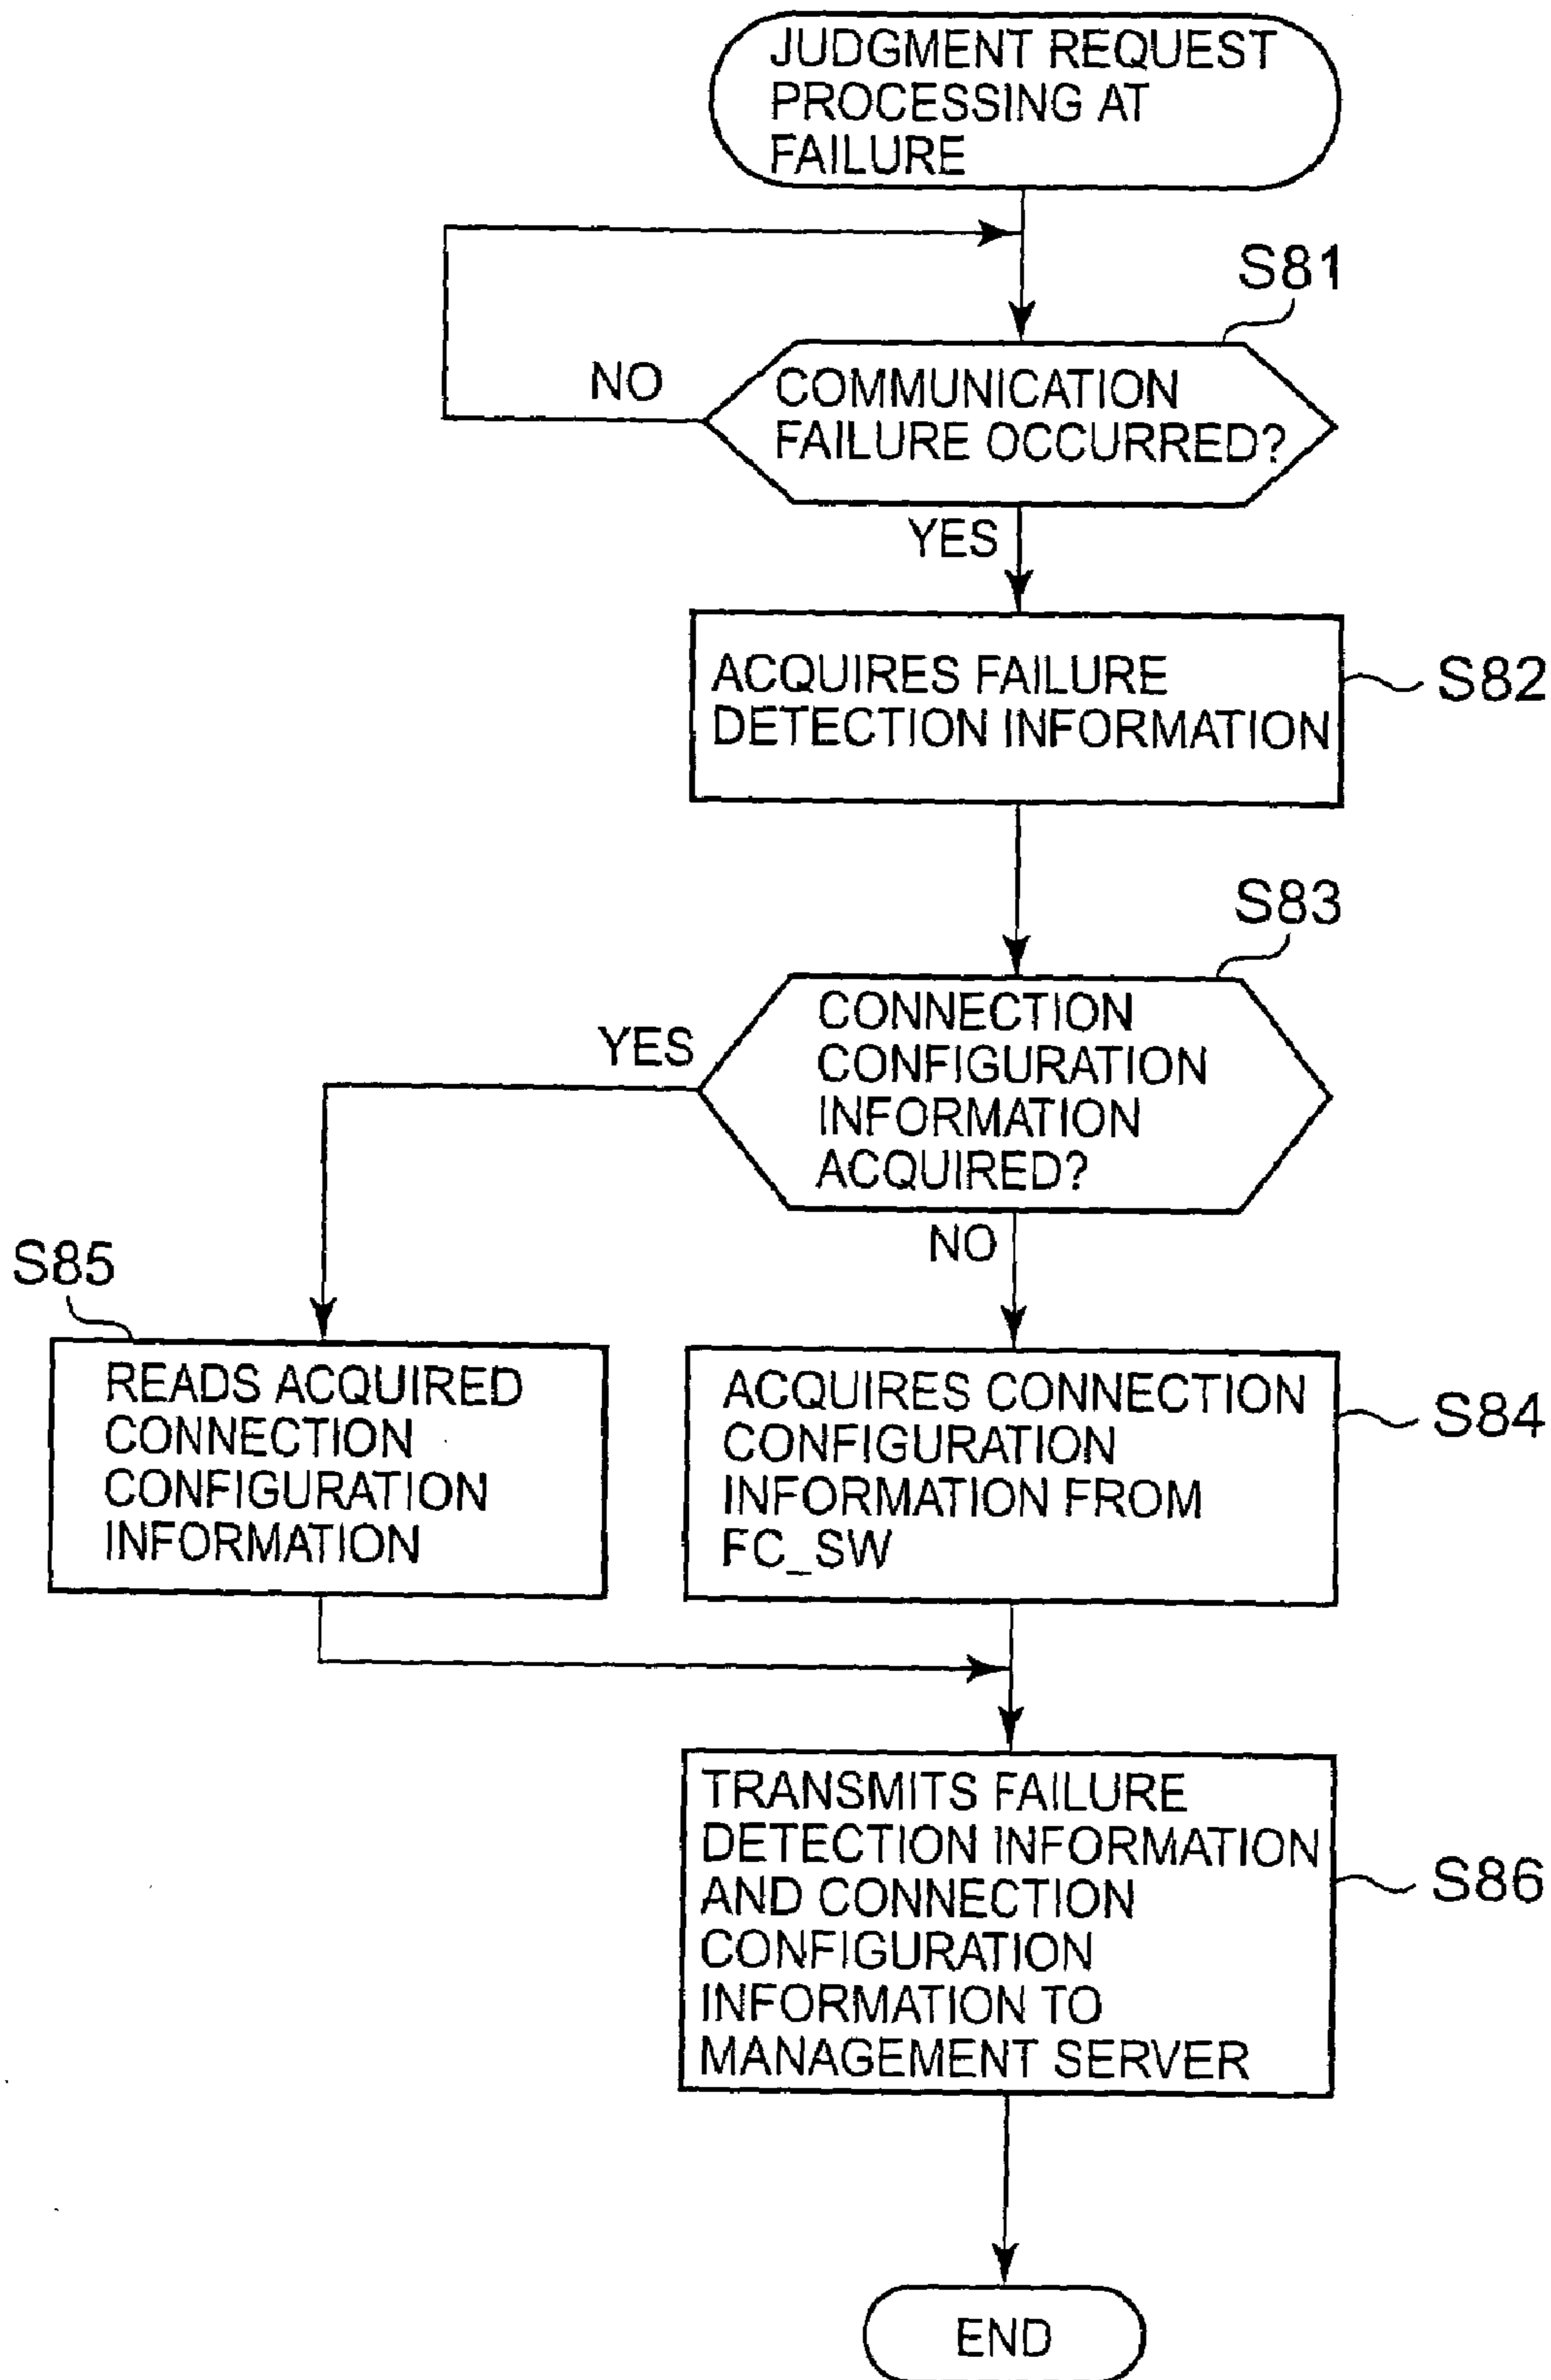 JUDGMENT REQUEST
PROCESSING AT
FAILURE
S81
NO
COMMUNICATION
FAILURE OCCURRED?
YES
ACQUIRES FAILURE
DETECTION INFORMATION
S82
S83
YES
CONNECTION
CONFIGURATION
INFORMATION
ACQUIRED?
NO
S85
READS ACQUIRED
CONNECTION
CONFIGURATION
INFORMATION
ACQUIRES CONNECTION
CONFIGURATION
INFORMATION FROM
FC_SW
S84
TRANSMITS FAILURE
DETECTION INFORMATION
AND CONNECTION
CONFIGURATION
INFORMATION TO
MANAGEMENT SERVER
S86
END